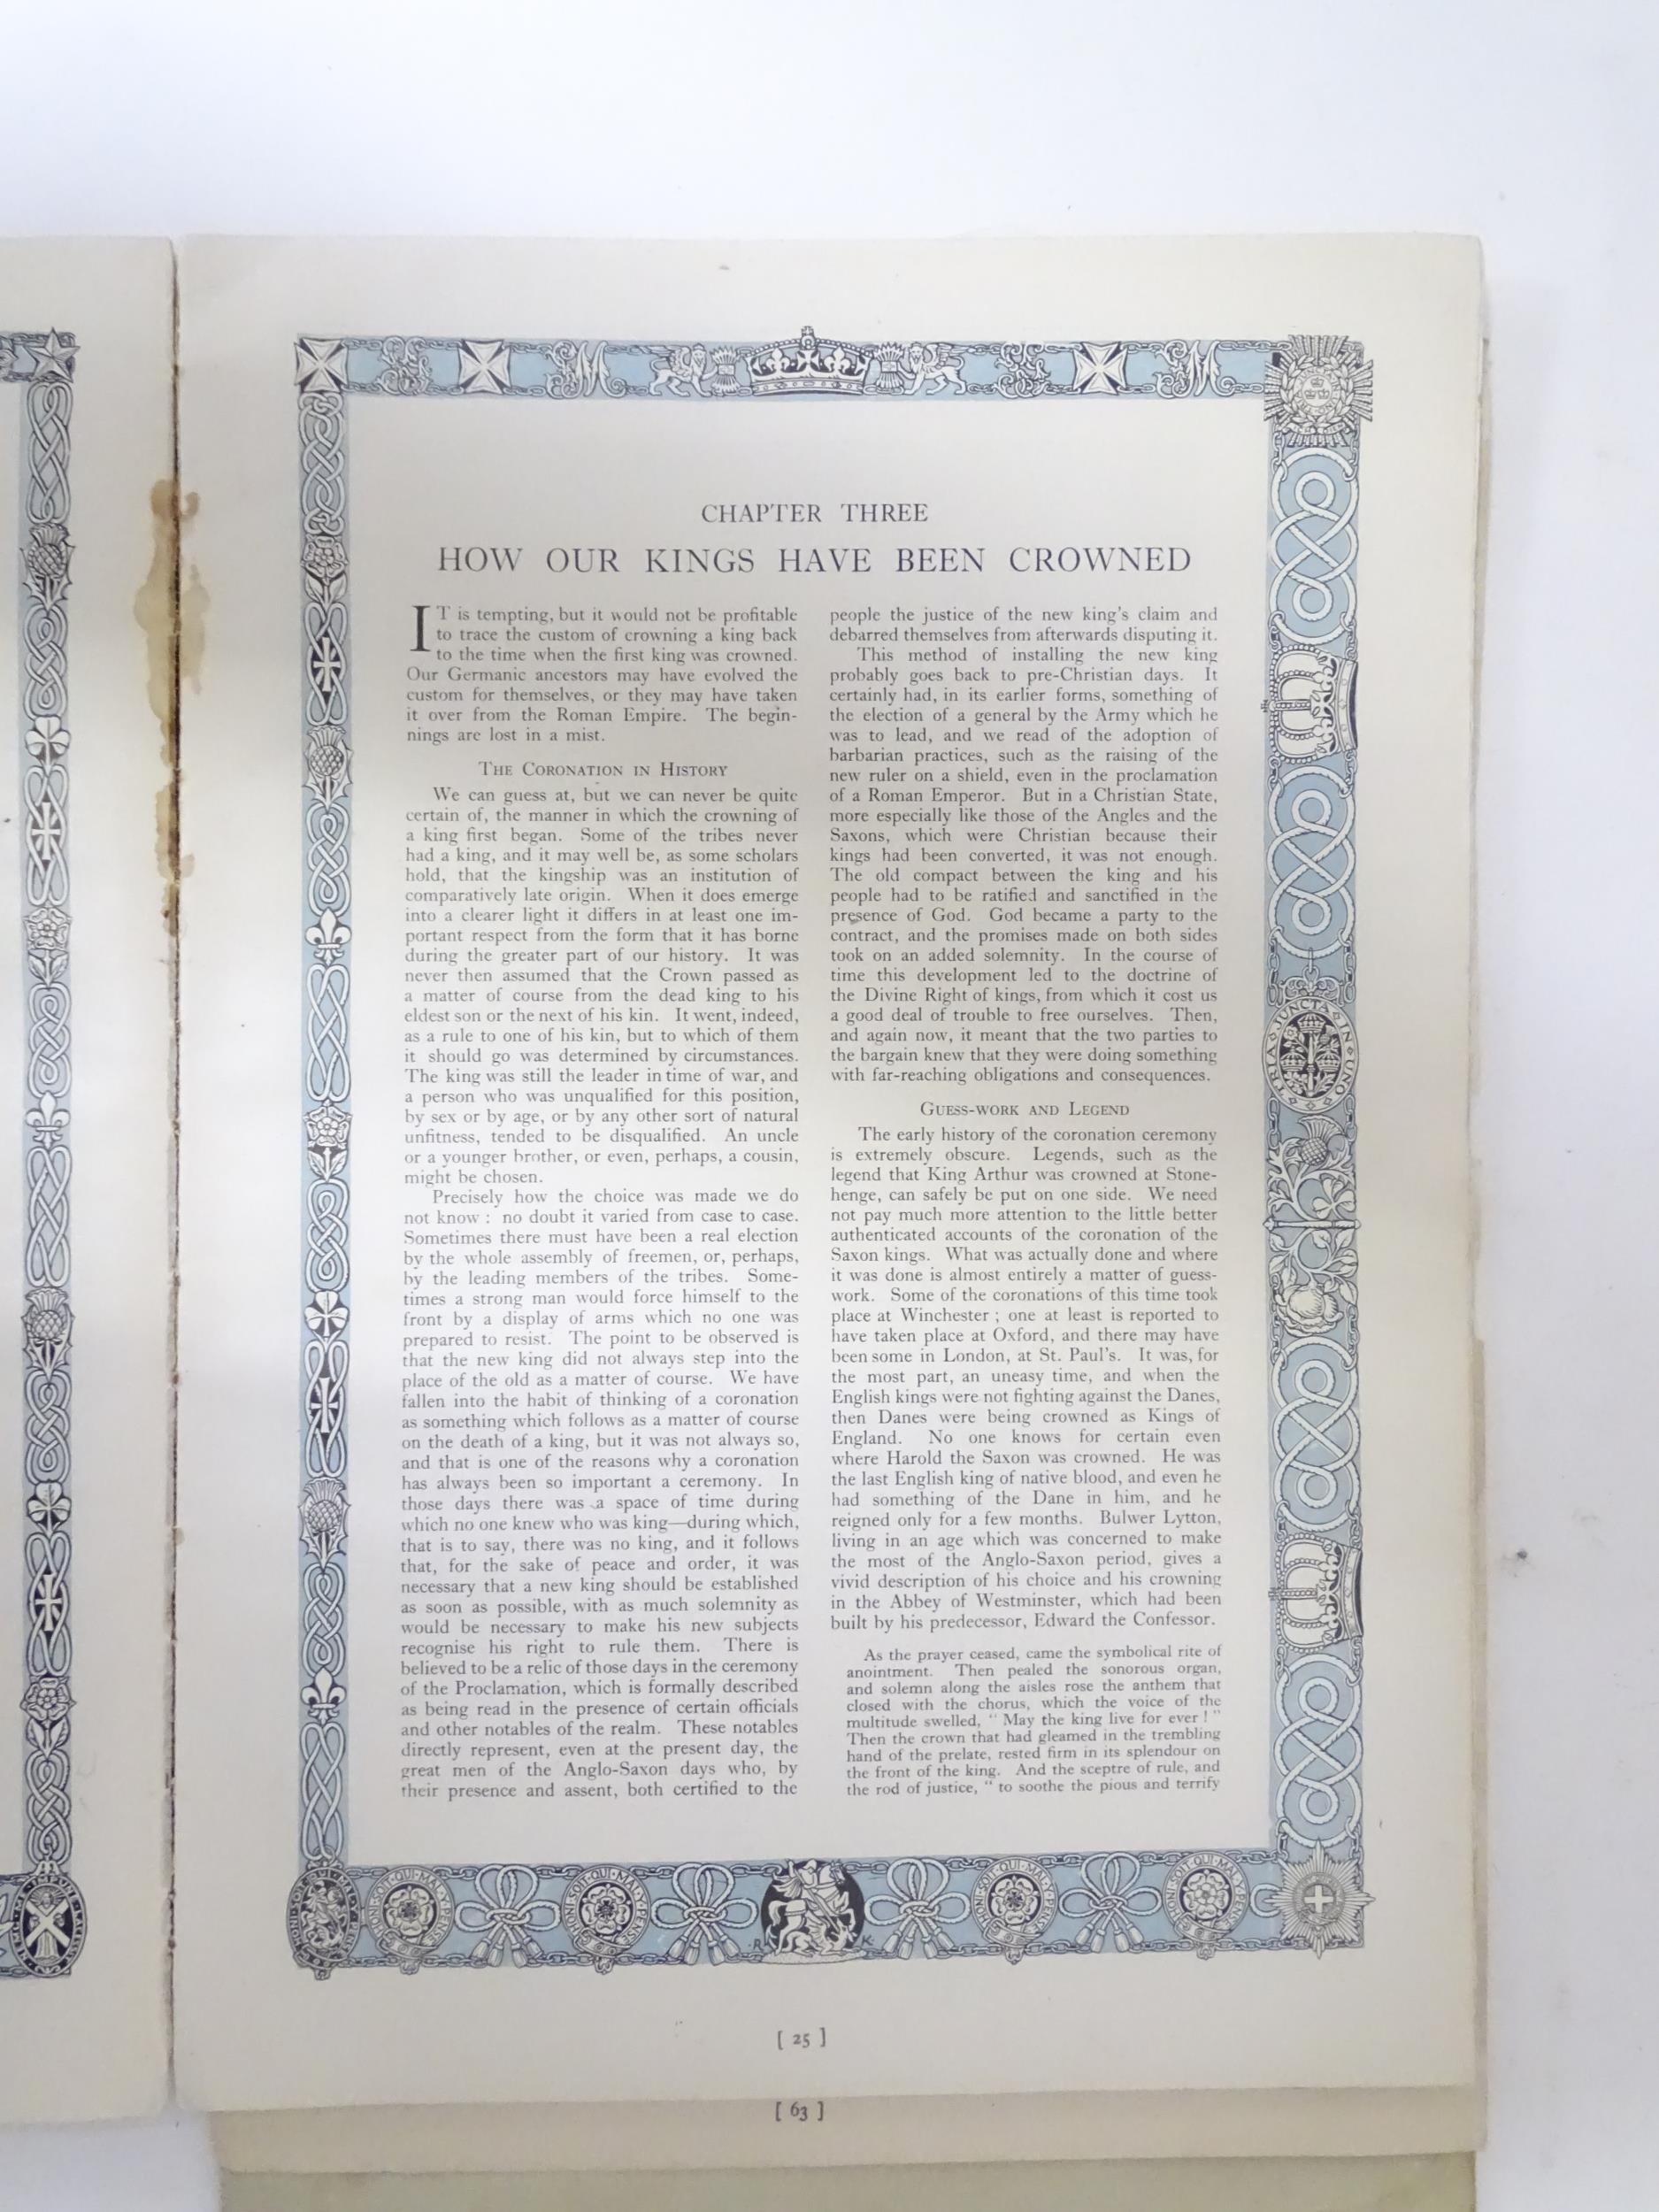 CHAPTER THREE
HOW OUR KINGS HAVE BEEN CROWNED
IT is tempting, but it would not be profitable
to trace the custom of crowning a king back
to the time when the first king was crowned.
Our Germanic ancestors may have evolved the
custom for themselves, or they may have taken
it over from the Roman Empire. The begin-
nings are lost in a mist.
THE CORONATION IN HISTORY
We can guess at, but we can never be quite
certain of, the manner in which the crowning of
a king first began. Some of the tribes never
had a king, and it may well be, as some scholars
hold, that the kingship was an institution of
comparatively late origin. When it does emerge
into a clearer light it differs in at least one im-
portant respect from the form that it has borne
during the greater part of our history. It was
never then assumed that the Crown passed as
a matter of course from the dead king to his
eldest son or the next of his kin. It went, indeed,
as a rule to one of his kin, but to which of them
it should go was determined by circumstances.
The king was still the leader in time of war, and
a person who was unqualified for this position,
by sex or by age, or by any other sort of natural
unfitness, tended to be disqualified. An uncle
or a younger brother, or even, perhaps, a cousin,
might be chosen.
Precisely how the choice was made we do
not know : no doubt it varied from case to case.
Sometimes there must have been a real election
by the whole assembly of freemen, or, perhaps,
by the leading members of the tribes. Some-
times a strong man would force himself to the
front by a display of arms which no one was
prepared to resist. The point to be observed is
that the new king did not always step into the
place of the old as a matter of course. We have
fallen into the habit of thinking of a coronation
as something which follows as a matter of course
on the death of a king, but it was not always so,
and that is one of the reasons why a coronation
has always been so important a ceremony. In
those days there was a space of time during
which no one knew who was king—during which,
that is to say, there was no king, and it follows
that, for the sake of peace and order, it was
necessary that a new king should be established
as soon as possible, with as much solemnity as
would be necessary to make his new subjects
recognise his right to rule them. There is
believed to be a relic of those days in the ceremony
of the Proclamation, which is formally described
as being read in the presence of certain officials
and other notables of the realm. These notables
directly represent, even at the present day, the
great men of the Anglo-Saxon days who, by
their presence and assent, both certified to the
people the justice of the new king's claim and
debarred themselves from afterwards disputing it.
This method of installing the new king
probably goes back to pre-Christian days. It
certainly had, in its earlier forms, something of
the election of a general by the Army which he
was to lead, and we read of the adoption of
barbarian practices, such as the raising of the
new ruler on a shield, even in the proclamation
of a Roman Emperor. But in a Christian State,
more especially like those of the Angles and the
Saxons, which were Christian because their
kings had been converted, it was not enough.
The old compact between the king and his
people had to be ratified and sanctified in the
presence of God. God became a party to the
contract, and the promises made on both sides
took on an added solemnity. In the course of
time this development led to the doctrine of
the Divine Right of kings, from which it cost us
a good deal of trouble to free ourselves. Then,
and again now, it meant that the two parties to
the bargain knew that they were doing something
with far-reaching obligations and consequences.
GUESS-WORK AND LEGEND
The early history of the coronation ceremony
is extremely obscure. Legends, such as the
legend that King Arthur was crowned at Stone-
henge, can safely be put on one side. We need
not pay much more attention to the little better
authenticated accounts of the coronation of the
Saxon kings. What was actually done and where
it was done is almost entirely a matter of guess-
work. Some of the coronations of this time took
place at Winchester ; one at least is reported to
have taken place at Oxford, and there may have
been some in London, at St. Paul's. It was, for
the most part, an uneasy time, and when the
English kings were not fighting against the Danes,
then Danes were being crowned as Kings of
England. No one knows for certain even
where Harold the Saxon was crowned. He was
the last English king of native blood, and even he
had something of the Dane in him, and he
reigned only for a few months. Bulwer Lytton,
living in an age which was concerned to make
the most of the Anglo-Saxon period, gives a
vivid description of his choice and his crowning
in the Abbey of Westminster, which had been
built by his predecessor, Edward the Confessor.
As the prayer ceased, came the symbolical rite of
anointment. Then pealed the sonorous organ,
and solemn along the aisles rose the anthem that
closed with the chorus, which the voice of the
multitude swelled, " May the king live for ever ! "
Then the crown that had gleamed in the trembling
hand of the prelate, rested firm in its splendour on
the front of the king. And the sceptre of rule, and
the rod of justice, " to soothe the pious and terrify
TRIA JUNCTA IN UNO
HONI SOIT QUI MAL Y PENSE
HONI SOIT QUI MAL Y PENSE
HONI SOIT QUI MAL Y PENSE
HONI SOIT QUI MAL Y PENSE
[ 25 ]
[ 63 ]